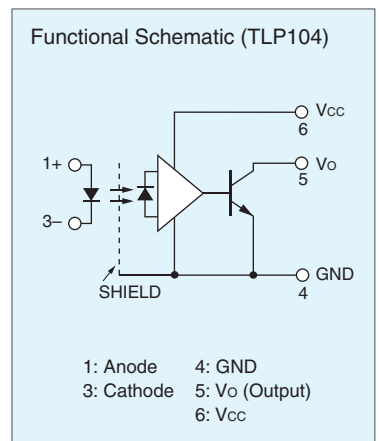 Functional Schematic (TLP104)
Vcc
6
1+
Vo
5
3–
GND
4
SHIELD
1: Anode 4: GND
3: Cathode 5: Vo (Output)
6: Vcc